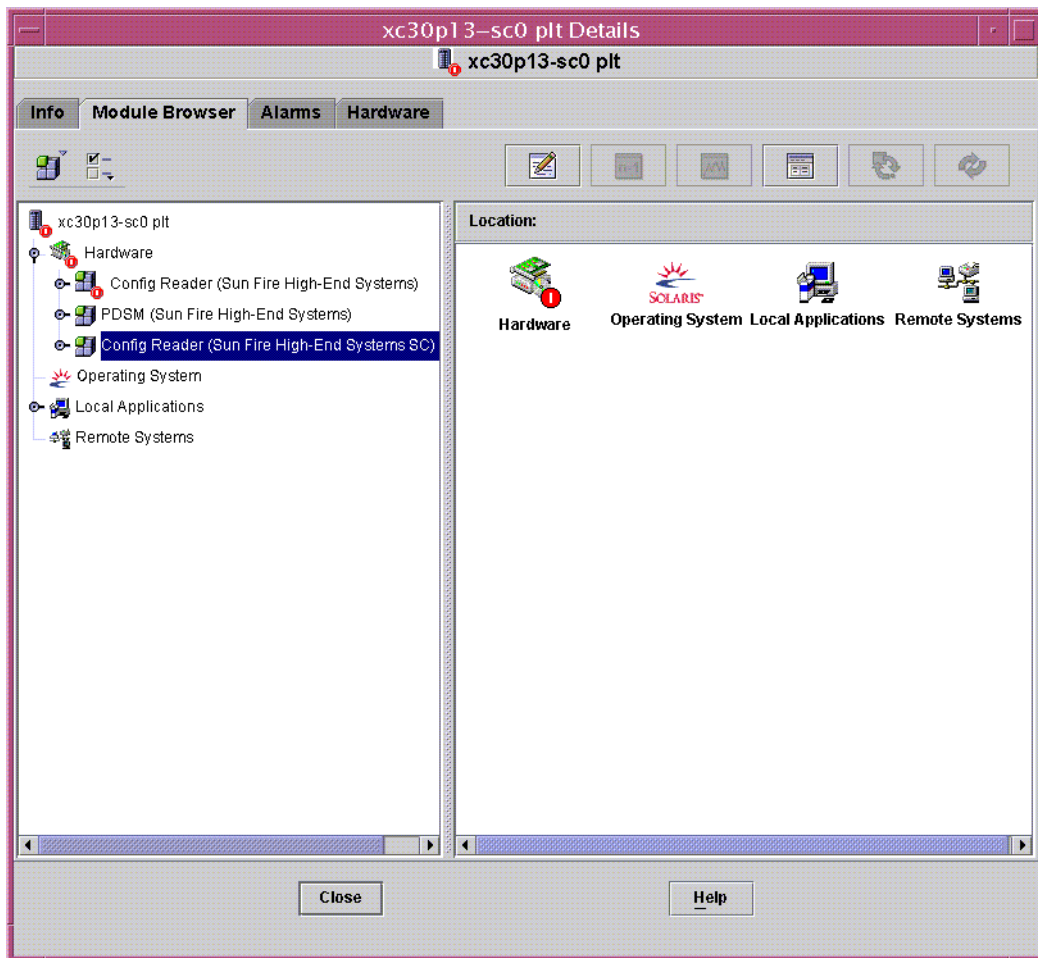 xc30p13–sc0 plt Details
xc30p13-sc0 plt
Info Module Browser Alarms Hardware
xc30p13-sc0 plt
Hardware
Config Reader (Sun Fire High-End Systems)
PDSM (Sun Fire High-End Systems)
Config Reader (Sun Fire High-End Systems SC)
Operating System
Local Applications
Remote Systems
Location:
Hardware
SOLARIS
Operating System
Local Applications
Remote Systems
Close Help